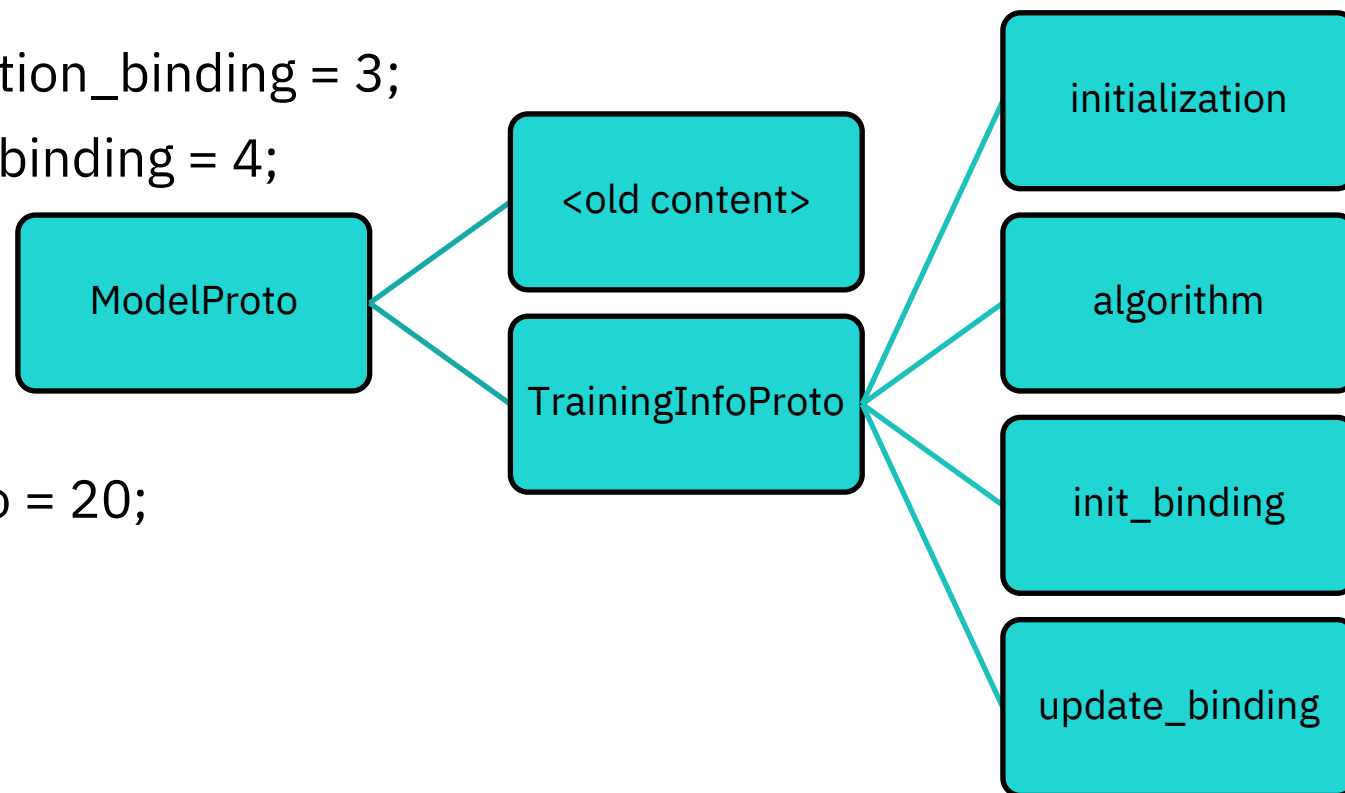 tion_binding = 3;
binding = 4;
= 20;
ModelProto
<old content>
TrainingInfoProto
initialization
algorithm
init_binding
update_binding